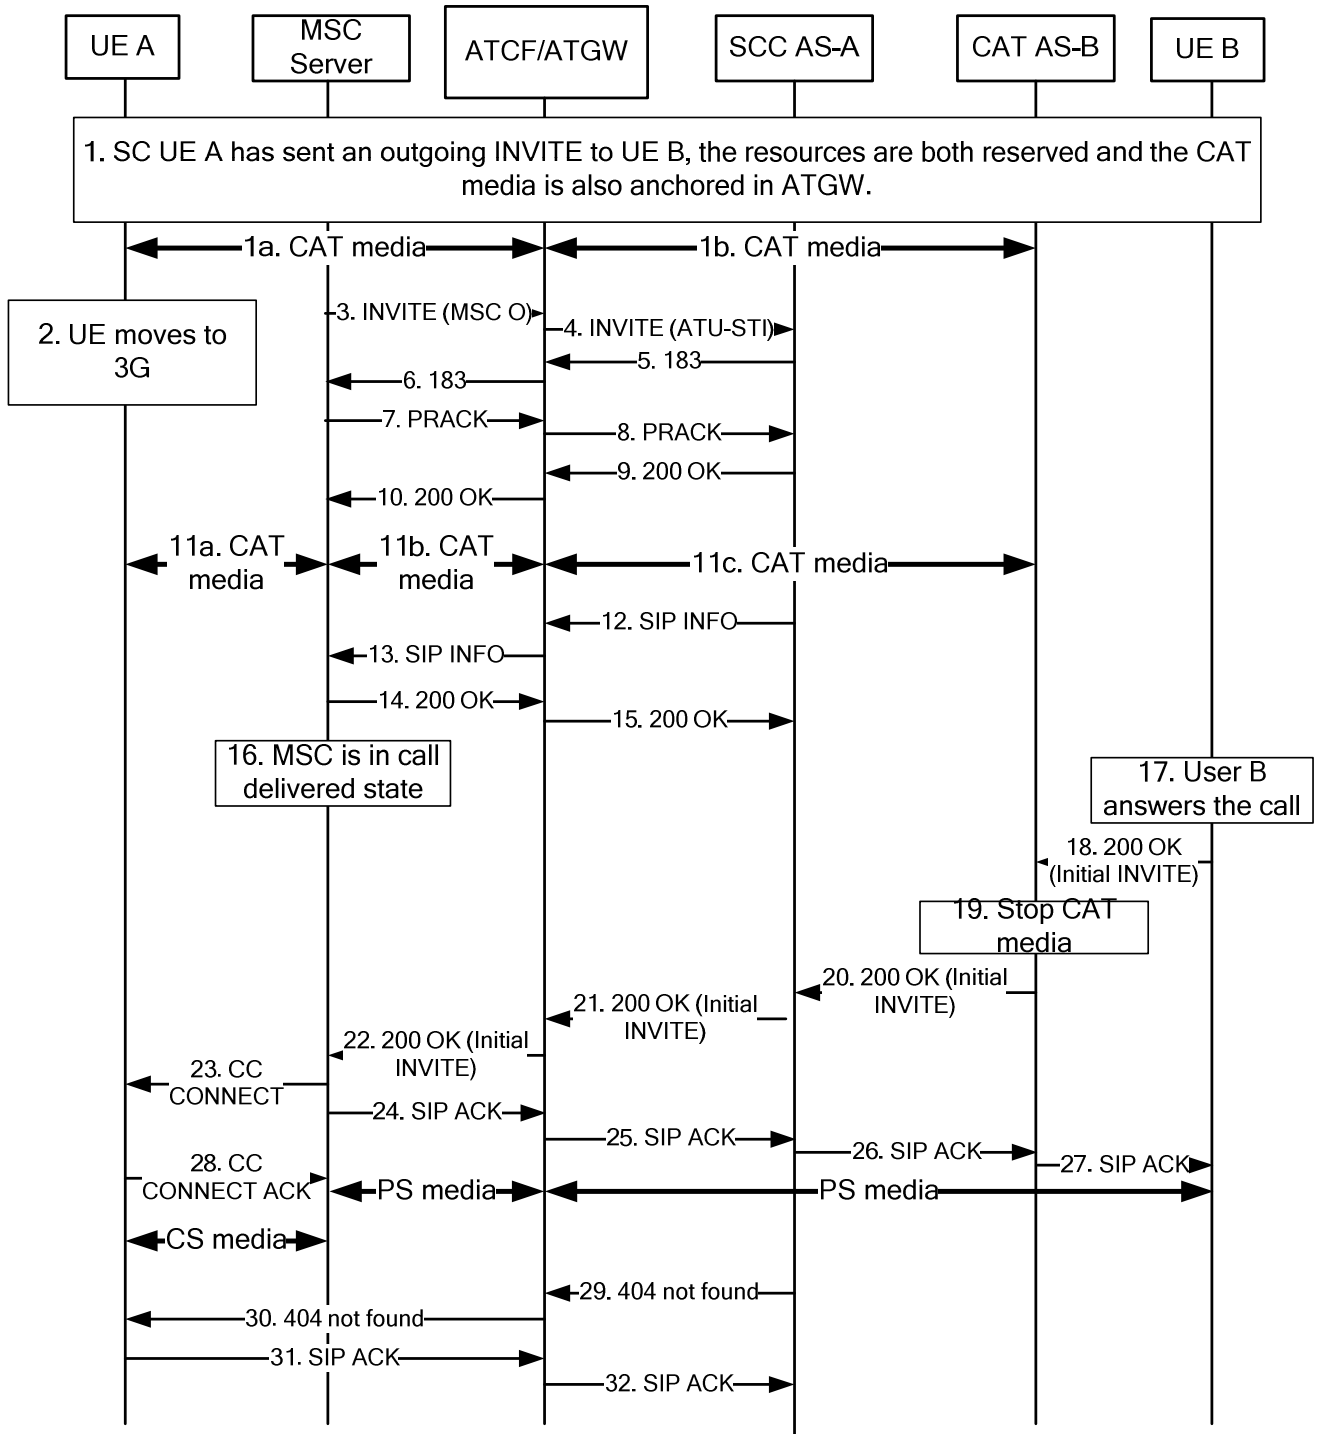 UE A
MSC
Server
ATCF/ATGW
SCC AS-A
CAT AS-B
UE B
1. SC UE A has sent an outgoing INVITE to UE B, the resources are both reserved and the CAT
media is also anchored in ATGW.
1a. CAT media
1b. CAT media
2. UE moves to
3G
3. INVITE (MSC O)
4. INVITE (ATU-STI)
5. 183
6. 183
7. PRACK
8. PRACK
9. 200 OK
10. 200 OK
11a. CAT
media
11b. CAT
media
11c. CAT media
12. SIP INFO
13. SIP INFO
14. 200 OK
15. 200 OK
16. MSC is in call
delivered state
17. User B
answers the call
18. 200 OK
(Initial INVITE)
19. Stop CAT
media
20. 200 OK (Initial
INVITE)
21. 200 OK (Initial
INVITE)
22. 200 OK (Initial
INVITE)
23. CC
CONNECT
24. SIP ACK
25. SIP ACK
26. SIP ACK
27. SIP ACK
28. CC
CONNECT ACK
PS media
PS media
CS media
29. 404 not found
30. 404 not found
31. SIP ACK
32. SIP ACK